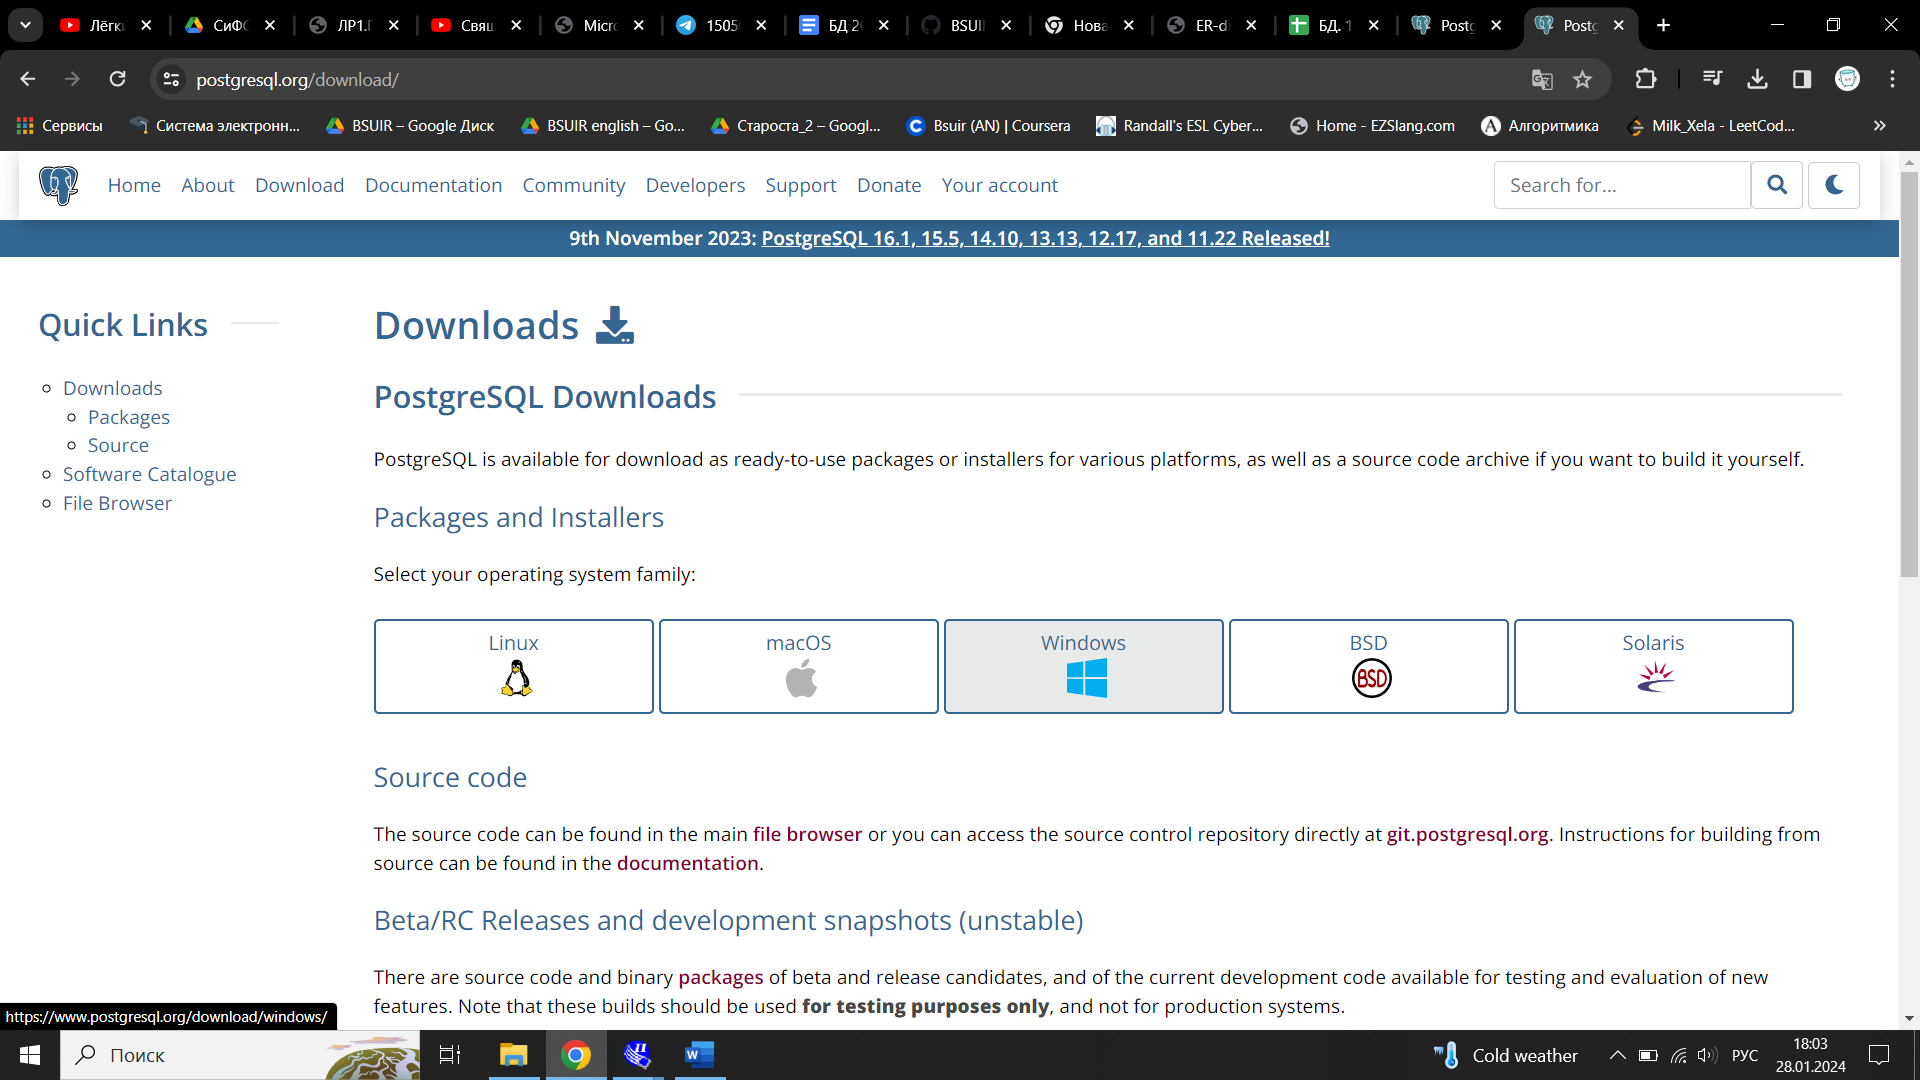 Лёгк
СиФС
ЛР1.Г
Свящ
Micro
1505
БД 20
BSUII
Нова
ER-di
БД. 1
Postg
Postg
postgresql.org/download/
Сервисы
Система электронн...
BSUIR – Google Диск
BSUIR english – Go...
Староста_2 – Googl...
Bsuir (AN) | Coursera
Randall's ESL Cyber...
Home - EZSlang.com
Алгоритмика
Milk_Xela - LeetCod...
Home
About
Download
Documentation
Community
Developers
Support
Donate
Your account
Search for...
9th November 2023: PostgreSQL 16.1, 15.5, 14.10, 13.13, 12.17, and 11.22 Released!
Quick Links
Downloads
Packages
Source
Software Catalogue
File Browser
Downloads
PostgreSQL Downloads
PostgreSQL is available for download as ready-to-use packages or installers for various platforms, as well as a source code archive if you want to build it yourself.
Packages and Installers
Select your operating system family:
Linux
macOS
Windows
BSD
BSD
Solaris
Source code
The source code can be found in the main file browser or you can access the source control repository directly at git.postgresql.org. Instructions for building from
source can be found in the documentation.
Beta/RC Releases and development snapshots (unstable)
There are source code and binary packages of beta and release candidates, and of the current development code available for testing and evaluation of new
features. Note that these builds should be used for testing purposes only, and not for production systems.
https://www.postgresql.org/download/windows/
Поиск
Cold weather
РУС
18:03
28.01.2024